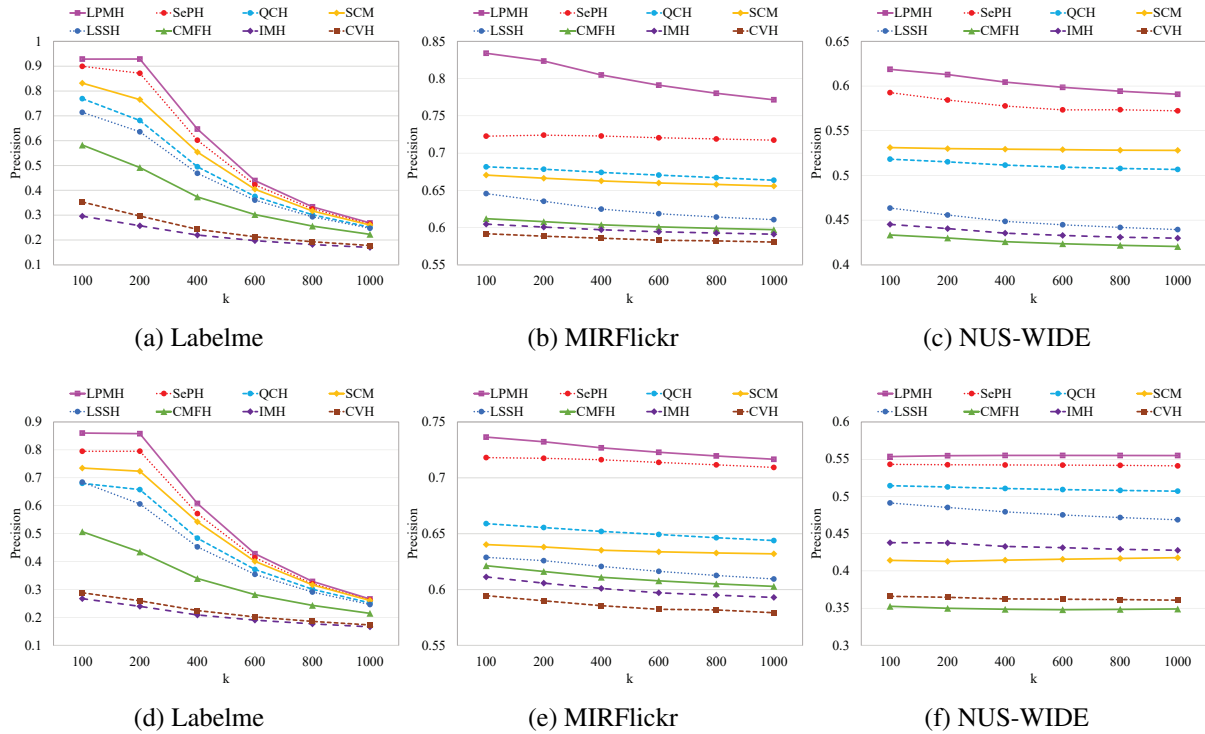 LPMH SePH QCH SCM
LSSH CMFH IMH CVH
1
0.9
0.8
0.7
0.6
0.5
0.4
0.3
0.2
0.1
Precision
100 200 400 600 800 1000
k
(a) Labelme
LPMH SePH QCH SCM
LSSH CMFH IMH CVH
0.85
0.8
0.75
0.7
0.65
0.6
0.55
Precision
100 200 400 600 800 1000
k
(b) MIRFlickr
LPMH SePH QCH SCM
LSSH CMFH IMH CVH
0.65
0.6
0.55
0.5
0.45
0.4
Precision
100 200 400 600 800 1000
k
(c) NUS-WIDE
LPMH SePH QCH SCM
LSSH CMFH IMH CVH
0.9
0.8
0.7
0.6
0.5
0.4
0.3
0.2
0.1
Precision
100 200 400 600 800 1000
k
(d) Labelme
LPMH SePH QCH SCM
LSSH CMFH IMH CVH
0.75
0.7
0.65
0.6
0.55
Precision
100 200 400 600 800 1000
k
(e) MIRFlickr
LPMH SePH QCH SCM
LSSH CMFH IMH CVH
0.6
0.55
0.5
0.45
0.4
0.35
0.3
Precision
100 200 400 600 800 1000
k
(f) NUS-WIDE